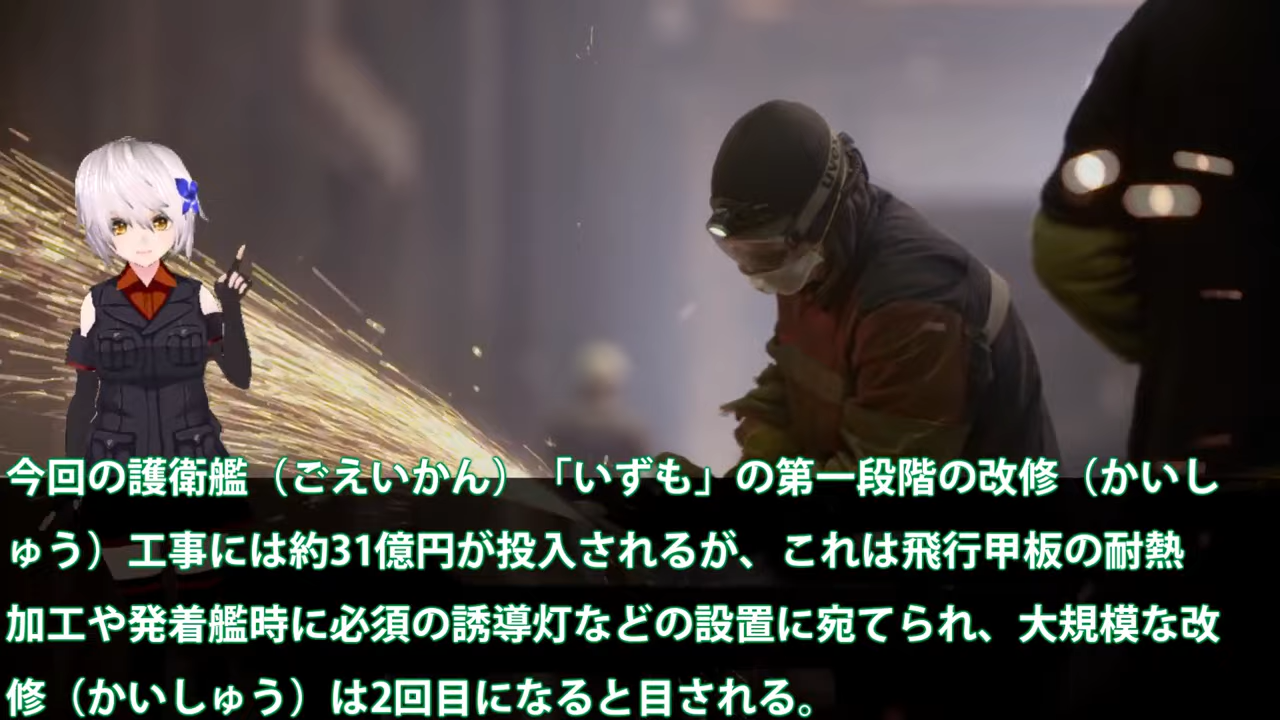 uvex
今回の護衛艦（ごえいかん）「いずも」の第一段階の改修（かいし
ゅう）工事には約31億円が投入されるが、これは飛行甲板の耐熱
加工や発着艦時に必須の誘導灯などの設置に宛てられ、大規模な改
修（かいしゅう）は2回目になると目される。